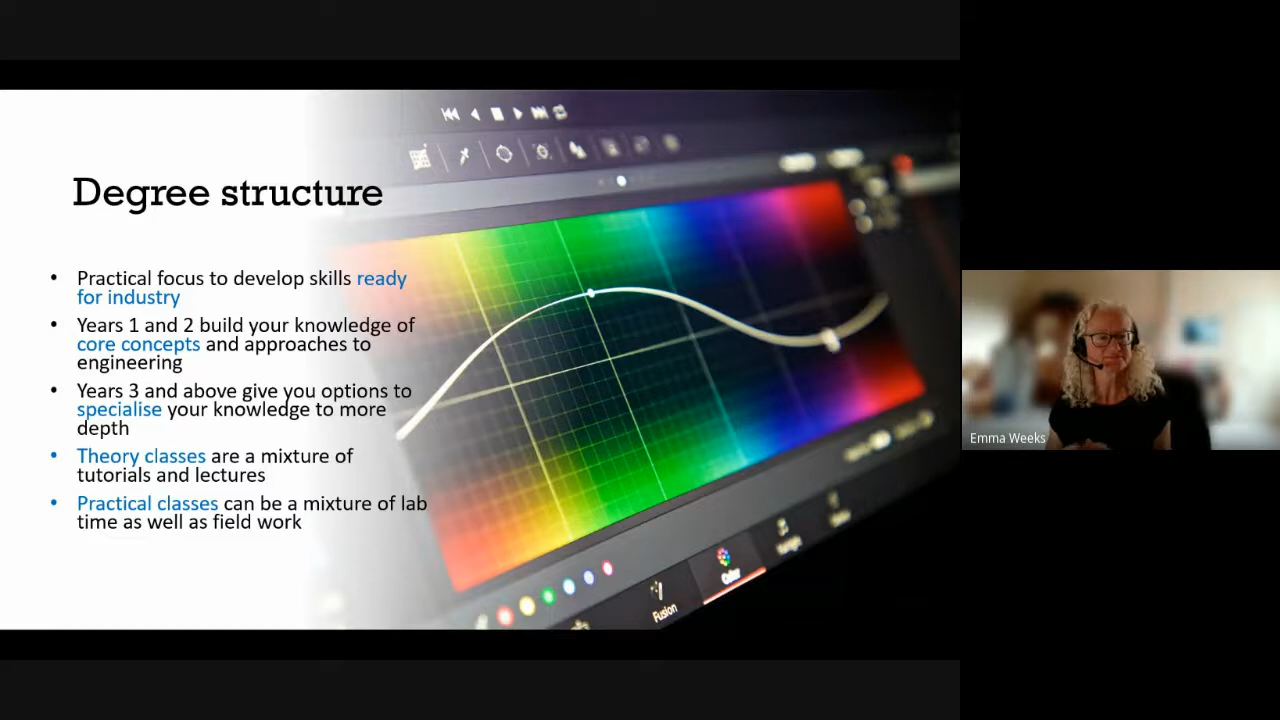 Degree structure
• Practical focus to develop skills ready
for industry
• Years 1 and 2 build your knowledge of
core concepts and approaches to
engineering
• Years 3 and above give you options to
specialise your knowledge to more
depth
• Theory classes are a mixture of
tutorials and lectures
• Practical classes can be a mixture of lab
time as well as field work
Fusion
Color
Emma Weeks